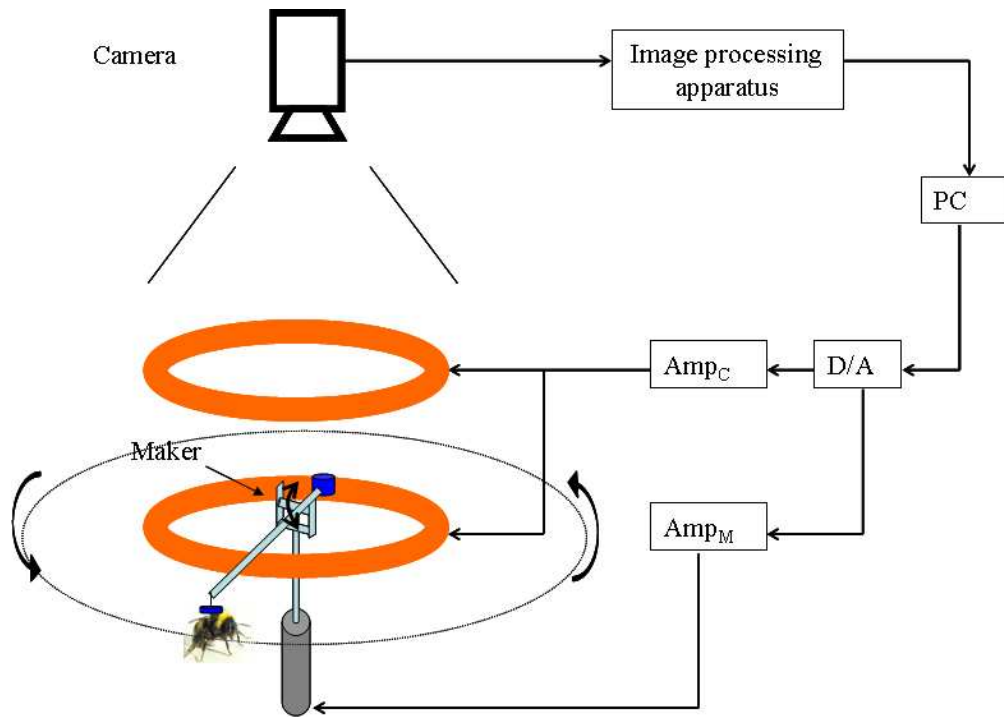 Camera
Image processing
apparatus
PC
Amp_C
D/A
Maker
Amp_M